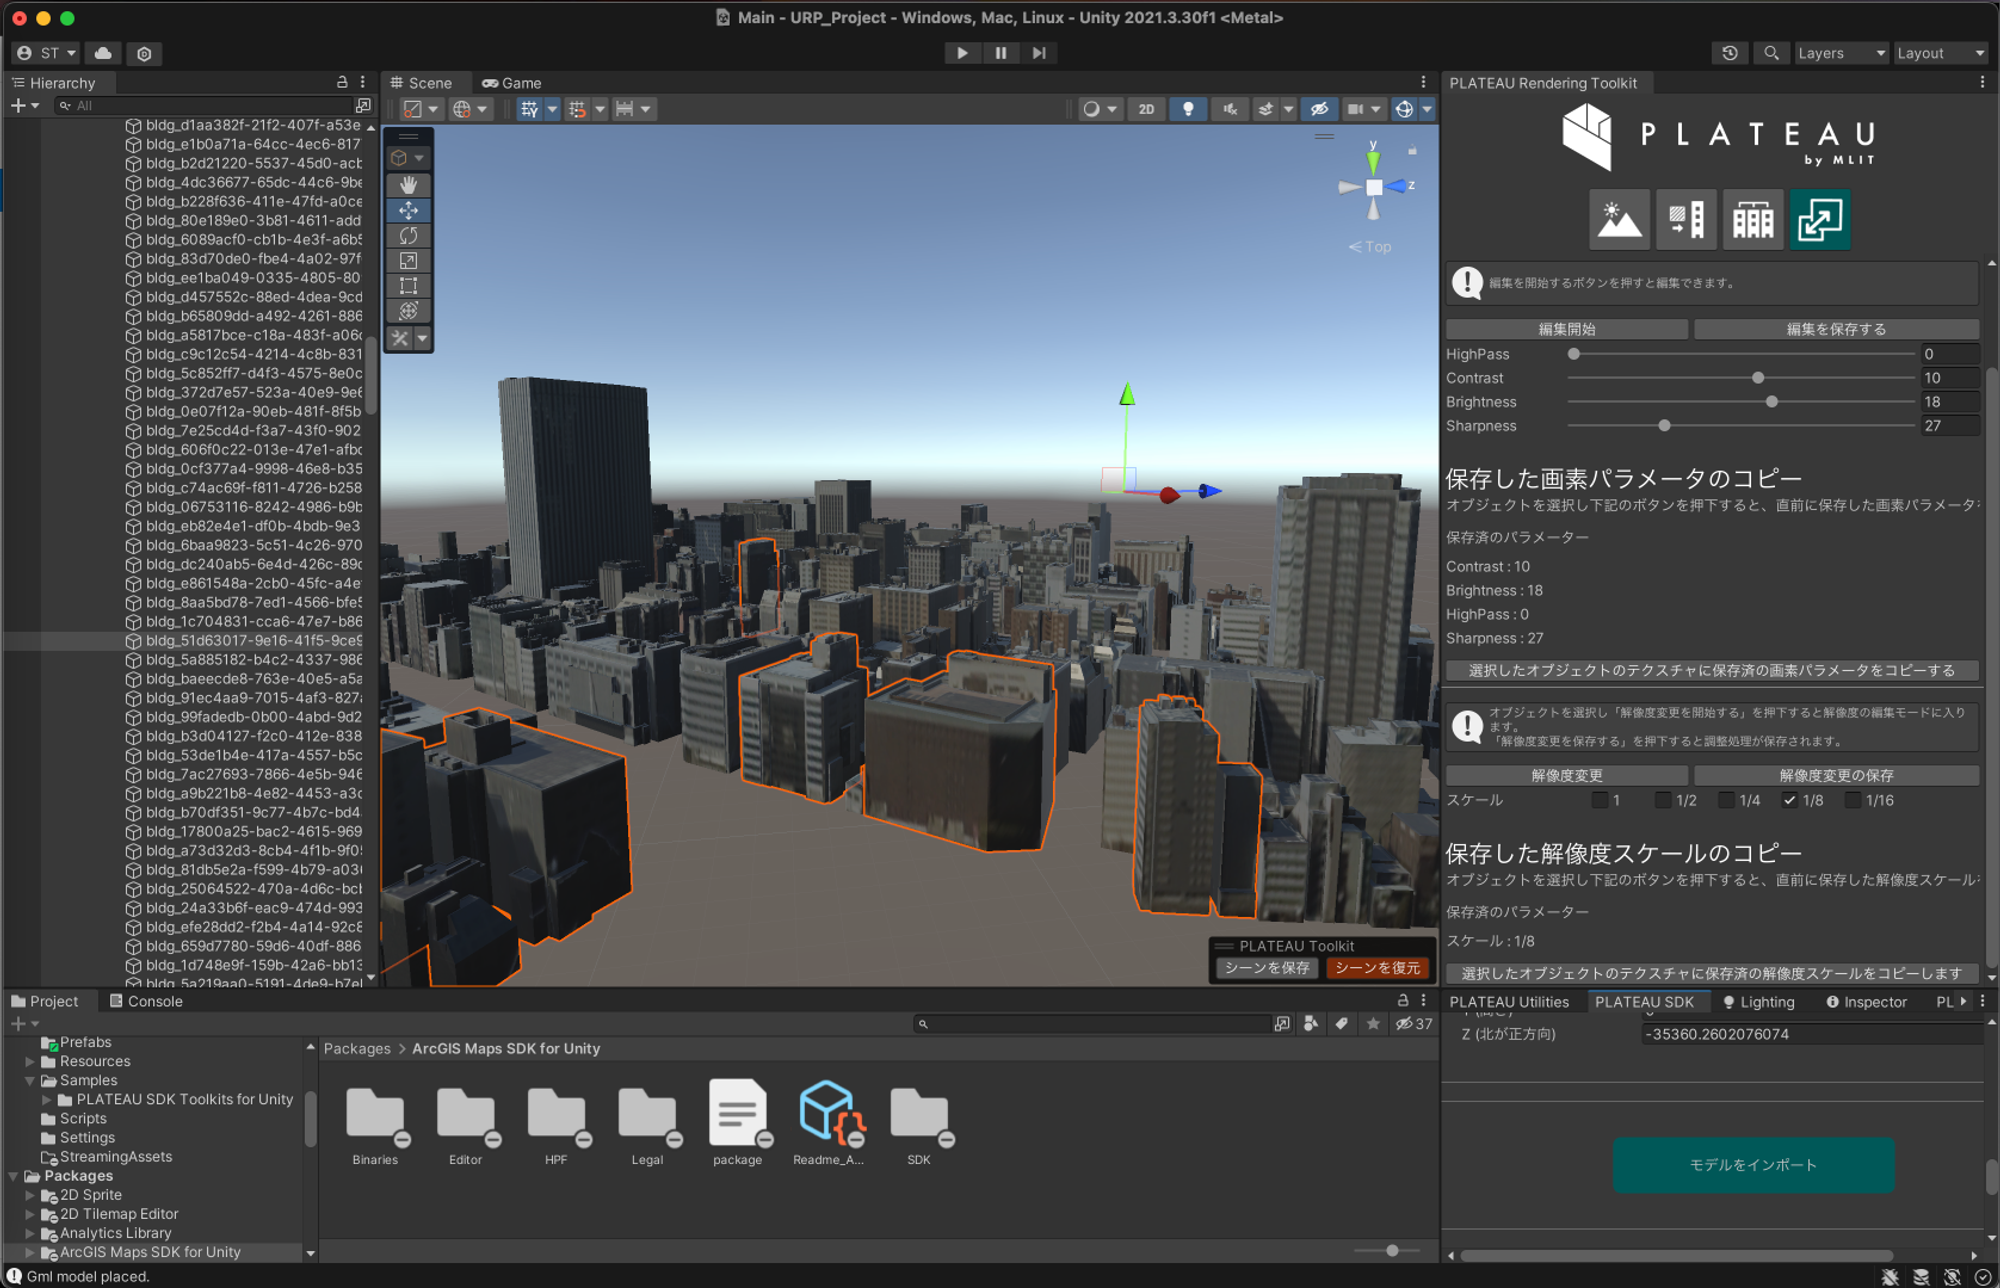 Main - URP_Project - Windows, Mac, Linux - Unity 2021.3.30f1 <Metal>
ST
Layers
Layout
Hierarchy
All
Scene
Game
2D
bldg_d1aa382f-21f2-407f-a53e
bldg_e1b0a71a-64cc-4ec6-817
bldg_b2d21220-5537-45d0-acb
bldg_4dc36677-65dc-44c6-9be
bldg_b228f636-411e-47fd-a0ce
bldg_80e189e0-3b81-4611-add
bldg_6089acf0-cb1b-4e3f-a6b5
bldg_83d70de0-fbe4-4a02-97f
bldg_ee1ba049-0335-4805-80
bldg_d457552c-88ed-4dea-9cd
bldg_b65809dd-a492-4261-886
bldg_a5817bce-c18a-483f-a06
bldg_c9c12c54-4214-4c8b-831
bldg_5c852ff7-d4f3-4575-8e0c
bldg_372d7e57-523a-40e9-9e6
bldg_0e07f12a-90eb-481f-8f5b
bldg_7e25cd4d-f3a7-43f0-902
bldg_606f0c22-013e-47e1-afbc
bldg_0cf377a4-9998-46e8-b35
bldg_c74ac69f-f811-4726-b258
bldg_06753116-8242-4986-b9b
bldg_eb82e4e1-df0b-4bdb-9e3
bldg_6baa9823-5c51-4c26-970
bldg_dc240ab5-6e4d-426c-89c
bldg_e861548a-2cb0-45fc-a4e
bldg_8aa5bd78-7ed1-4566-bfe5
bldg_1c704831-cca6-47e7-b86
bldg_51d63017-9e16-41f5-9ce9
bldg_5a885182-b4c2-4337-986
bldg_baeecde8-763e-40e5-a5a
bldg_91ec4aa9-7015-4af3-827
bldg_99fadedb-0b00-4abd-9d2
bldg_b3d04127-f2c0-412e-838
bldg_53de1b4e-417a-4557-b5c
bldg_7ac27693-7866-4e5b-946
bldg_a9b221b8-4e82-4453-a3c
bldg_b70df351-9c77-4b7c-bd4
bldg_17800a25-bac2-4615-969
bldg_a73d32d3-8cb4-4f1b-9f0
bldg_81db5e2a-f599-4b79-a03
bldg_25064522-470a-4d6c-bcb
bldg_24a33b6f-eac9-474d-993
bldg_efe28dd2-f2b4-4a14-92c8
bldg_659d7780-59d6-40df-886
bldg_1d748e9f-159b-42a6-bb13
bldg_5a219aa0-5191-4de9-b7e
y
z
Top
PLATEAU Toolkit
シーンを保存
シーンを復元
PLATEAU Rendering Toolkit
PLATEAU
by MLIT
編集を開始するボタンを押すと編集できます。
編集開始
編集を保存する
HighPass 0
Contrast 10
Brightness 18
Sharpness 27
保存した画素パラメータのコピー
オブジェクトを選択し下記のボタンを押下すると、直前に保存した画素パラメータ
保存済のパラメーター
Contrast : 10
Brightness : 18
HighPass : 0
Sharpness : 27
選択したオブジェクトのテクスチャに保存済の画素パラメータをコピーする
オブジェクトを選択し「解像度変更を開始する」を押下すると解像度の編集モードに入り
ます。
「解像度変更を保存する」を押下すると調整処理が保存されます。
解像度変更
解像度変更の保存
スケール 1 1/2 1/4 1/8 1/16
保存した解像度スケールのコピー
オブジェクトを選択し下記のボタンを押下すると、直前に保存した解像度スケール
保存済のパラメーター
スケール : 1/8
選択したオブジェクトのテクスチャに保存済の解像度スケールをコピーします
PLATEAU Utilities
PLATEAU SDK
Lighting
Inspector
PL
Z (北が正方向) -35360.2602076074
モデルをインポート
Project
Console
37
Prefabs
Resources
Samples
PLATEAU SDK Toolkits for Unity
Scripts
Settings
StreamingAssets
Packages
2D Sprite
2D Tilemap Editor
Analytics Library
ArcGIS Maps SDK for Unity
Packages > ArcGIS Maps SDK for Unity
Binaries
Editor
HPF
Legal
package
Readme_A...
SDK
Gml model placed.